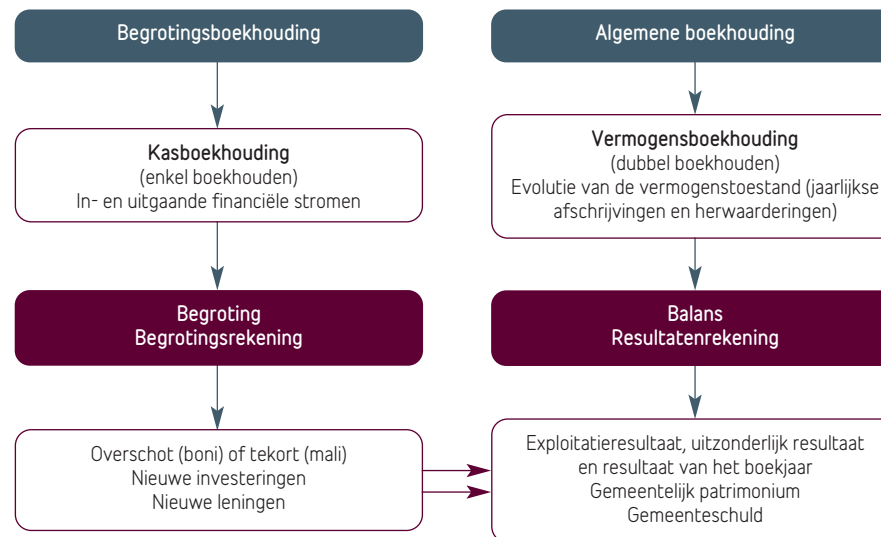 Begrotingsboekhouding
Kasboekhouding
(enkel boekhouden)
In- en uitgaande financiële stromen
Begroting
Begrotingsrekening
Overschot (boni) of tekort (mali)
Nieuwe investeringen
Nieuwe leningen
Algemene boekhouding
Vermogensboekhouding
(dubbel boekhouden)
Evolutie van de vermogenstoestand (jaarlijkse
afschrijvingen en herwaarderingen)
Balans
Resultatenrekening
Exploitatieresultaat, uitzonderlijk resultaat
en resultaat van het boekjaar
Gemeentelijk patrimonium
Gemeenteschuld